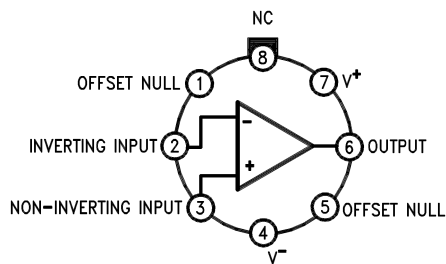 NC
8
OFFSET NULL 1
7 V+
INVERTING INPUT 2
-
6 OUTPUT
+
NON-INVERTING INPUT 3
5 OFFSET NULL
4
V-